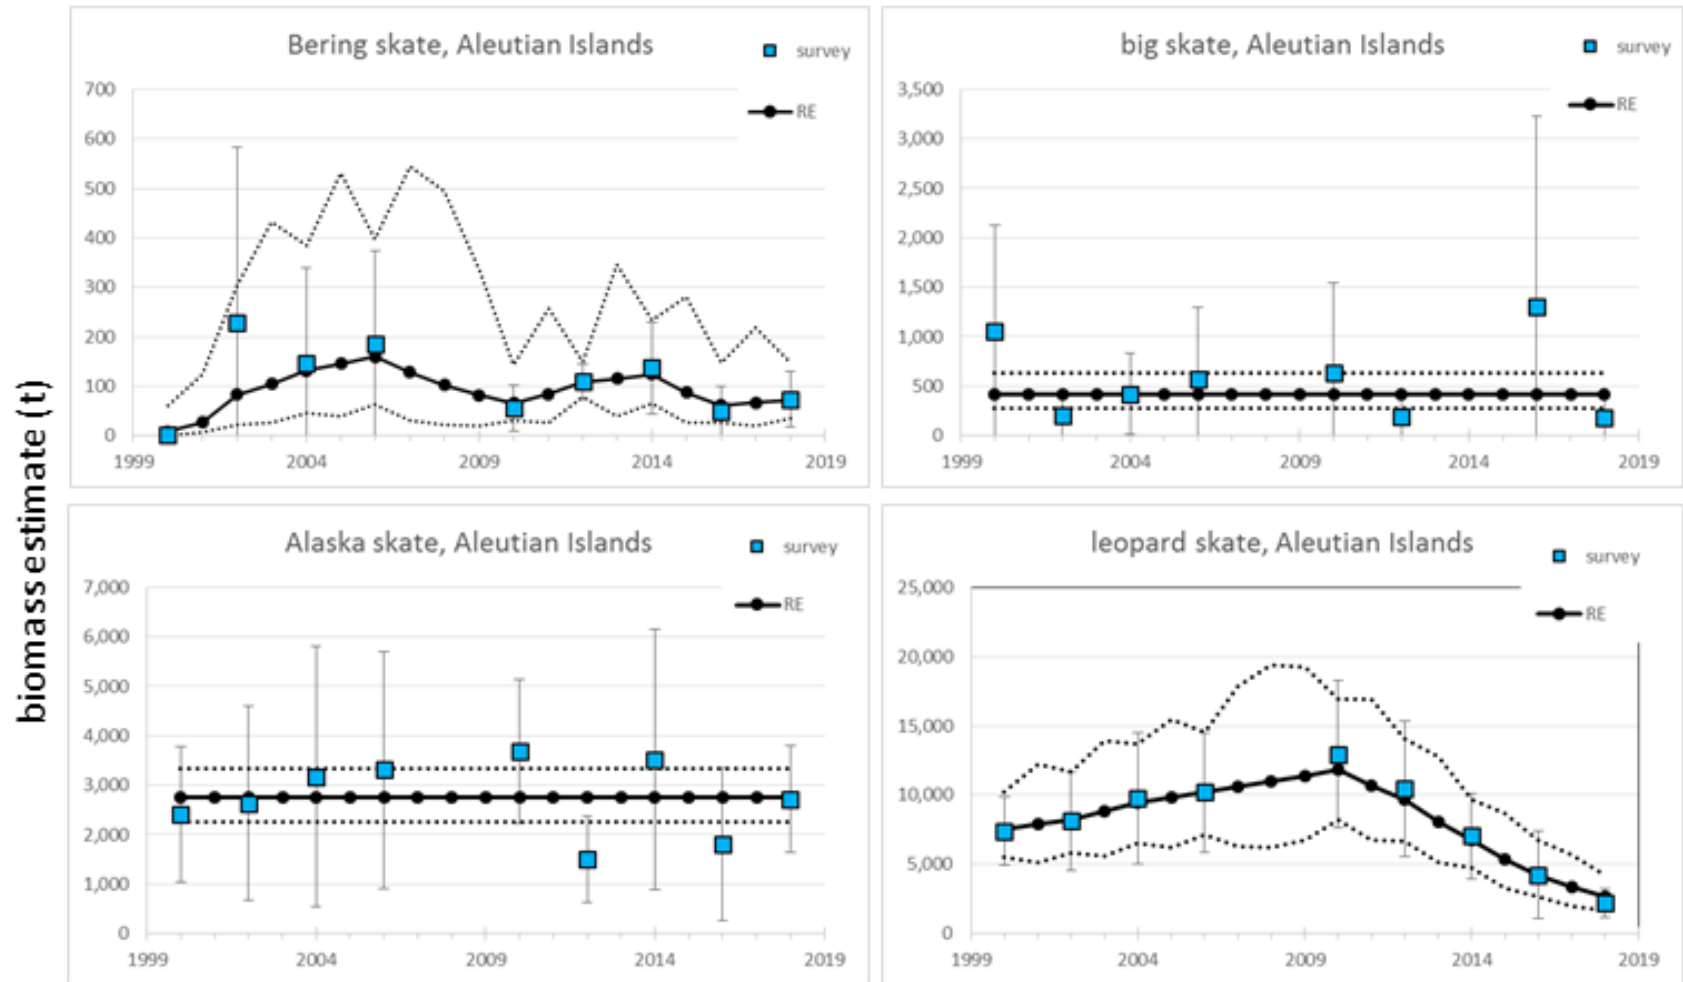 biomass estimate (t)
Bering skate, Aleutian Islands
survey
RE
700
600
500
400
300
200
100
0
1999 2004 2009 2014 2019
big skate, Aleutian Islands
survey
RE
3,500
3,000
2,500
2,000
1,500
1,000
500
0
1999 2004 2009 2014 2019
Alaska skate, Aleutian Islands
survey
RE
7,000
6,000
5,000
4,000
3,000
2,000
1,000
0
1999 2004 2009 2014 2019
leopard skate, Aleutian Islands
survey
RE
25,000
20,000
15,000
10,000
5,000
0
1999 2004 2009 2014 2019